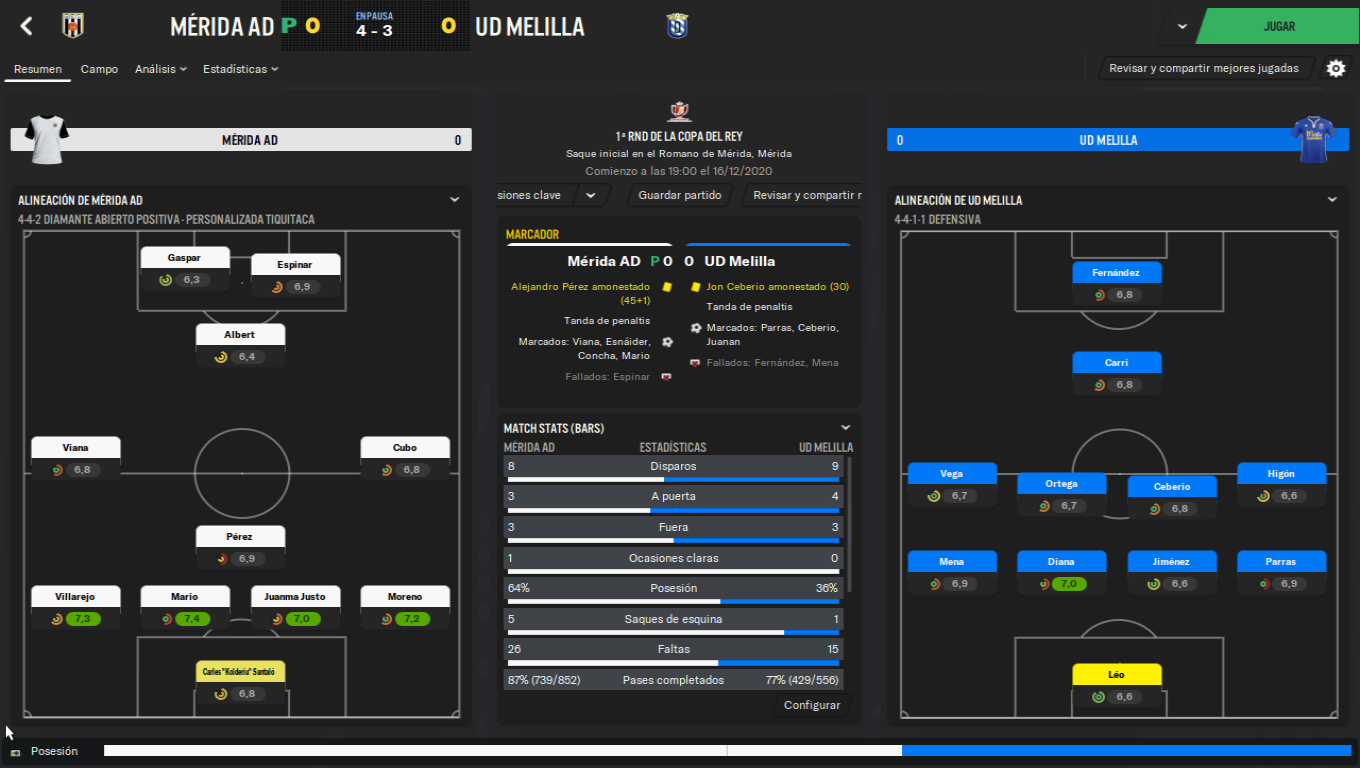 MÉRIDA AD P 0 EN PAUSA 4 - 3 0 UD MELILLA JUGAR
Resumen Campo Análisis Estadísticas Revisar y compartir mejores jugadas
MÉRIDA AD 0
ALINEACIÓN DE MÉRIDA AD
4-4-2 DIAMANTE ABIERTO POSITIVA - PERSONALIZADA TIQUITACA
Gaspar
6,3
Espinar
6,9
Albert
6,4
Viana
6,8
Cubo
6,8
Pérez
6,9
Villarejo
7,3
Mario
7,4
Juanma Justo
7,0
Moreno
7,2
Carles "Kolderiu" Santaló
6,8
1ª RND DE LA COPA DEL REY
Saque inicial en el Romano de Mérida, Mérida
Comienzo a las 19:00 el 16/12/2020
siones clave Guardar partido Revisar y compartir r
MARCADOR
Mérida AD P 0 0 UD Melilla
Alejandro Pérez amonestado
(45+1)
Tanda de penaltis
Marcados: Viana, Esnáider,
Concha, Mario
Fallados: Espinar
Jon Ceberio amonestado (30)
Tanda de penaltis
Marcados: Parras, Ceberio,
Juanan
Fallados: Fernández, Mena
MATCH STATS (BARS)
MÉRIDA AD ESTADÍSTICAS UD MELILLA
8 Disparos 9
3 A puerta 4
3 Fuera 3
1 Ocasiones claras 0
64% Posesión 36%
5 Saques de esquina 1
26 Faltas 15
87% (739/852) Pases completados 77% (429/556)
Configurar
0 UD MELILLA
ALINEACIÓN DE UD MELILLA
4-4-1-1 DEFENSIVA
Fernández
6,8
Carri
6,8
Vega
6,7
Ortega
6,7
Ceberio
6,8
Higón
6,6
Mena
6,9
Diana
7,0
Jiménez
6,6
Parras
6,9
Léo
6,6
Posesión